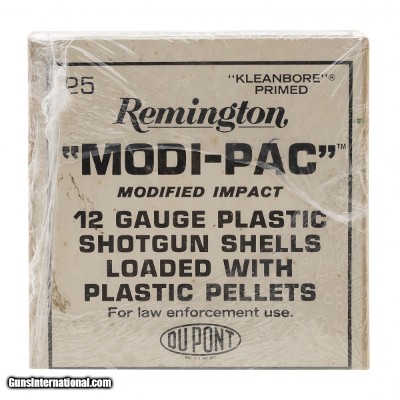 25 "KLEANBORE"® PRIMED
Remington®
"MODI-PAC"™
MODIFIED IMPACT
12 GAUGE PLASTIC
SHOTGUN SHELLS
LOADED WITH
PLASTIC PELLETS
For law enforcement use.
DU PONT
GunsInternational.com